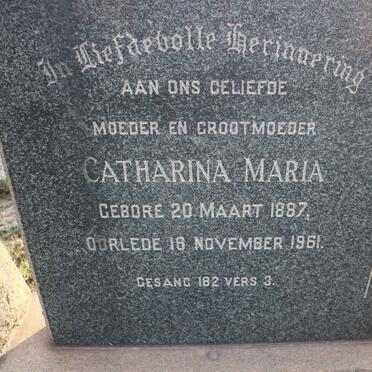 In Liefdevolle Herinnering
AAN ONS GELIEFDE
MOEDER EN GROOTMOEDER
CATHARINA MARIA
GEBORE 20 MAART 1887,
OORLEDE 18 NOVEMBER 1961.
GESANG 182 VERS 3.